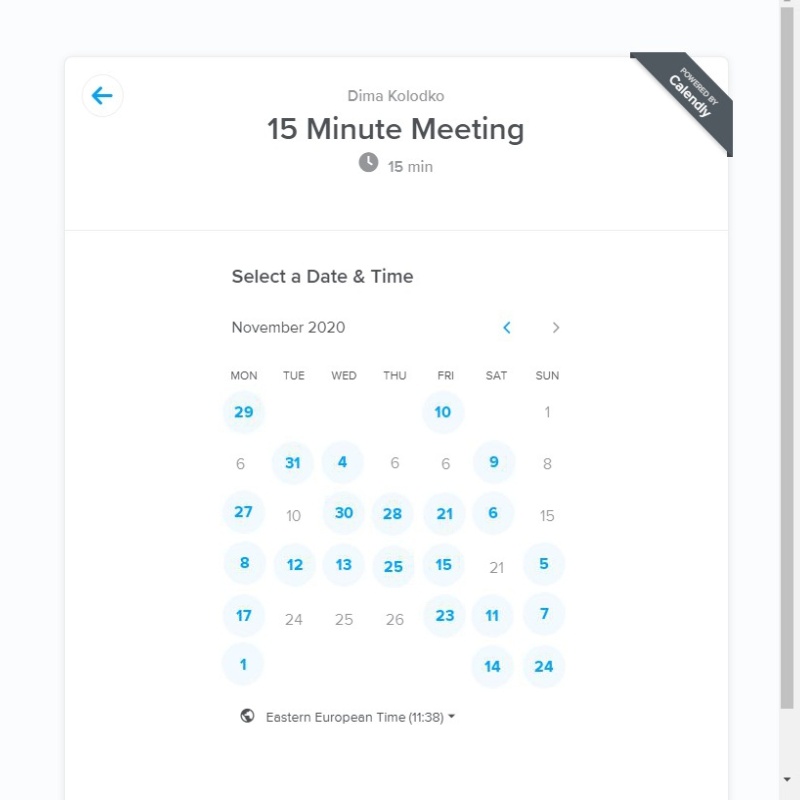 POWERED BY
Calendly
Dima Kolodko
15 Minute Meeting
15 min
Select a Date & Time
November 2020
MON TUE WED THU FRI SAT SUN
29 10 1
6 31 4 6 6 9 8
27 10 30 28 21 6 15
8 12 13 25 15 21 5
17 24 25 26 23 11 7
1 14 24
Eastern European Time (11:38)